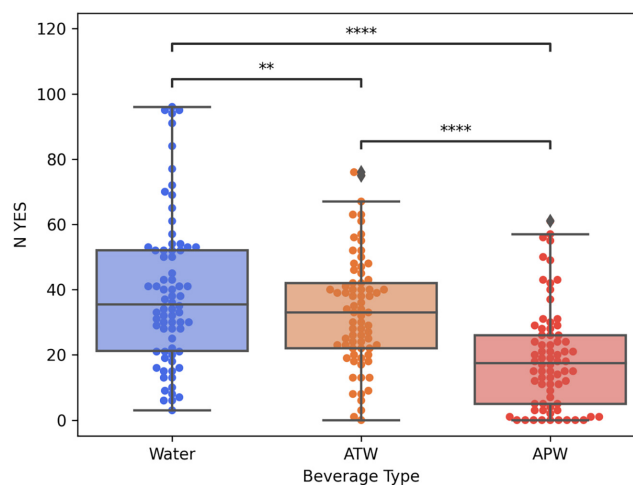 120
100
80
60
40
20
0
N YES
****
**
****
Water
ATW
APW
Beverage Type